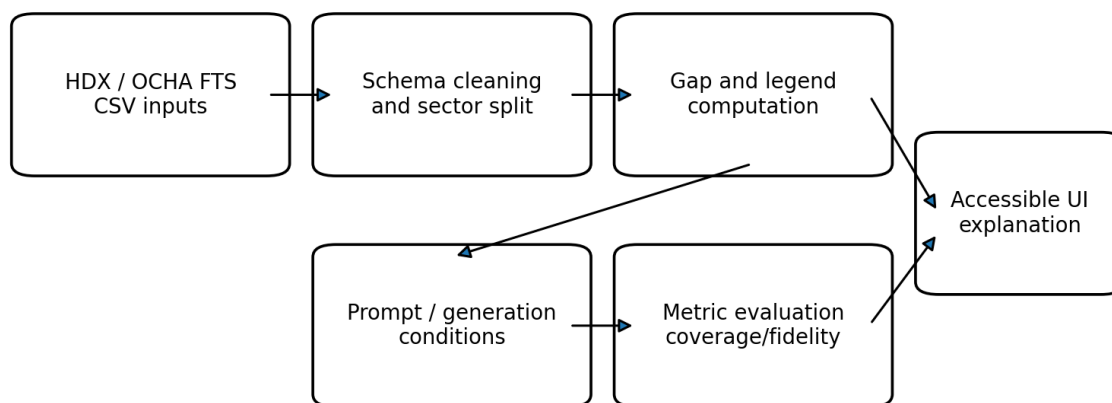 HDX / OCHA FTS
CSV inputs
Schema cleaning
and sector split
Gap and legend
computation
Accessible UI
explanation
Prompt / generation
conditions
Metric evaluation
coverage/fidelity